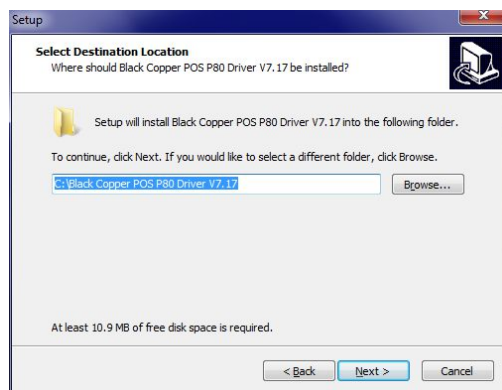 Setup
Select Destination Location
Where should Black Copper POS P80 Driver V7.17 be installed?
Setup will install Black Copper POS P80 Driver V7.17 into the following folder.
To continue, click Next. If you would like to select a different folder, click Browse.
C:\Black Copper POS P80 Driver V7.17
Browse...
At least 10.9 MB of free disk space is required.
< Back
Next >
Cancel